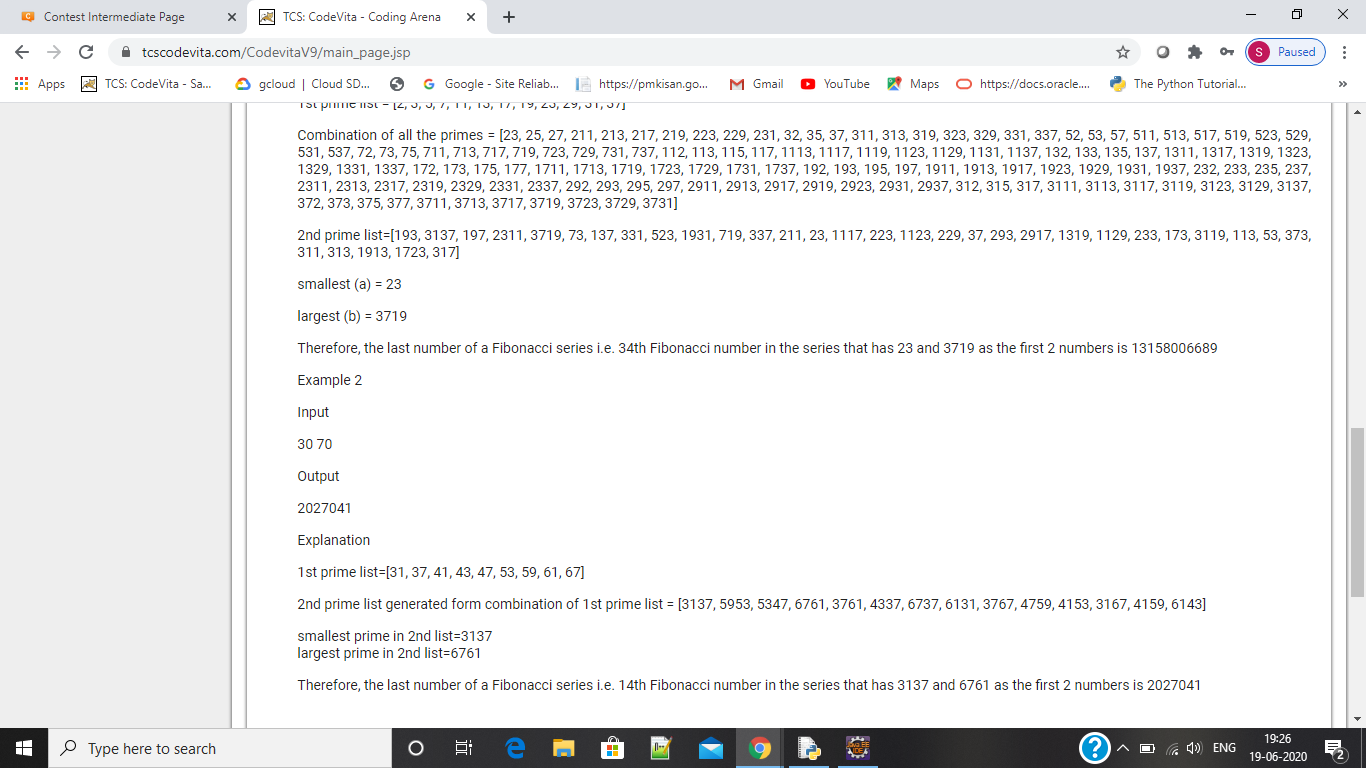 Contest Intermediate Page
TCS: CodeVita - Coding Arena
tcscodevita.com/CodevitaV9/main_page.jsp
S Paused
Apps TCS: CodeVita - Sa... gcloud | Cloud SD... Google - Site Reliab... https://pmkisan.go... Gmail YouTube Maps https://docs.oracle.... The Python Tutorial... »
1st prime list = [2, 3, 5, 7, 11, 13, 17, 19, 23, 29, 31, 37]
Combination of all the primes = [23, 25, 27, 211, 213, 217, 219, 223, 229, 231, 32, 35, 37, 311, 313, 319, 323, 329, 331, 337, 52, 53, 57, 511, 513, 517, 519, 523, 529,
531, 537, 72, 73, 75, 711, 713, 717, 719, 723, 729, 731, 737, 112, 113, 115, 117, 1113, 1117, 1119, 1123, 1129, 1131, 1137, 132, 133, 135, 137, 1311, 1317, 1319, 1323,
1329, 1331, 1337, 172, 173, 175, 177, 1711, 1713, 1719, 1723, 1729, 1731, 1737, 192, 193, 195, 197, 1911, 1913, 1917, 1923, 1929, 1931, 1937, 232, 233, 235, 237,
2311, 2313, 2317, 2319, 2329, 2331, 2337, 292, 293, 295, 297, 2911, 2913, 2917, 2919, 2923, 2931, 2937, 312, 315, 317, 3111, 3113, 3117, 3119, 3123, 3129, 3137,
372, 373, 375, 377, 3711, 3713, 3717, 3719, 3723, 3729, 3731]
2nd prime list=[193, 3137, 197, 2311, 3719, 73, 137, 331, 523, 1931, 719, 337, 211, 23, 1117, 223, 1123, 229, 37, 293, 2917, 1319, 1129, 233, 173, 3119, 113, 53, 373,
311, 313, 1913, 1723, 317]
smallest (a) = 23
largest (b) = 3719
Therefore, the last number of a Fibonacci series i.e. 34th Fibonacci number in the series that has 23 and 3719 as the first 2 numbers is 13158006689
Example 2
Input
30 70
Output
2027041
Explanation
1st prime list=[31, 37, 41, 43, 47, 53, 59, 61, 67]
2nd prime list generated form combination of 1st prime list = [3137, 5953, 5347, 6761, 3761, 4337, 6737, 6131, 3767, 4759, 4153, 3167, 4159, 6143]
smallest prime in 2nd list=3137
largest prime in 2nd list=6761
Therefore, the last number of a Fibonacci series i.e. 14th Fibonacci number in the series that has 3137 and 6761 as the first 2 numbers is 2027041
Type here to search
ENG
19:26
19-06-2020
2